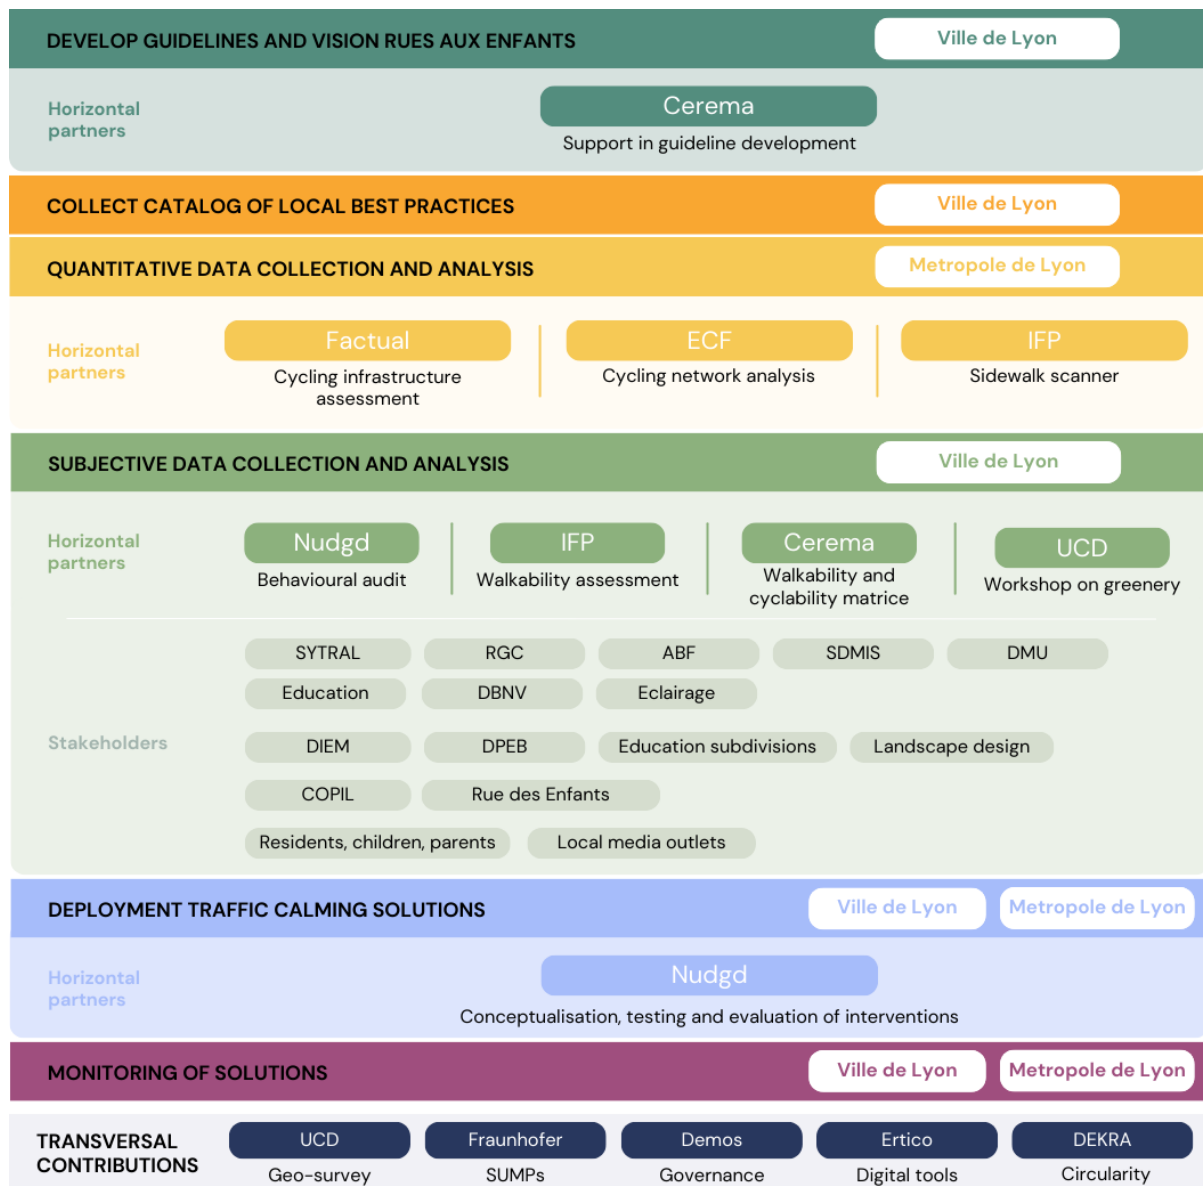 DEVELOP GUIDELINES AND VISION RUES AUX ENFANTS
Ville de Lyon
Horizontal
partners
Cerema
Support in guideline development
COLLECT CATALOG OF LOCAL BEST PRACTICES
Ville de Lyon
QUANTITATIVE DATA COLLECTION AND ANALYSIS
Metropole de Lyon
Horizontal
partners
Factual
Cycling infrastructure
assessment
ECF
Cycling network analysis
IFP
Sidewalk scanner
SUBJECTIVE DATA COLLECTION AND ANALYSIS
Ville de Lyon
Horizontal
partners
Nudgd
Behavioural audit
IFP
Walkability assessment
Cerema
Walkability and
cyclability matrice
UCD
Workshop on greenery
Stakeholders
SYTRAL
RGC
ABF
SDMIS
DMU
Education
DBNV
Eclairage
DIEM
DPEB
Education subdivisions
Landscape design
COPIL
Rue des Enfants
Residents, children, parents
Local media outlets
DEPLOYMENT TRAFFIC CALMING SOLUTIONS
Ville de Lyon
Metropole de Lyon
Horizontal
partners
Nudgd
Conceptualisation, testing and evaluation of interventions
MONITORING OF SOLUTIONS
Ville de Lyon
Metropole de Lyon
TRANSVERSAL
CONTRIBUTIONS
UCD
Geo-survey
Fraunhofer
SUMPs
Demos
Governance
Ertico
Digital tools
DEKRA
Circularity